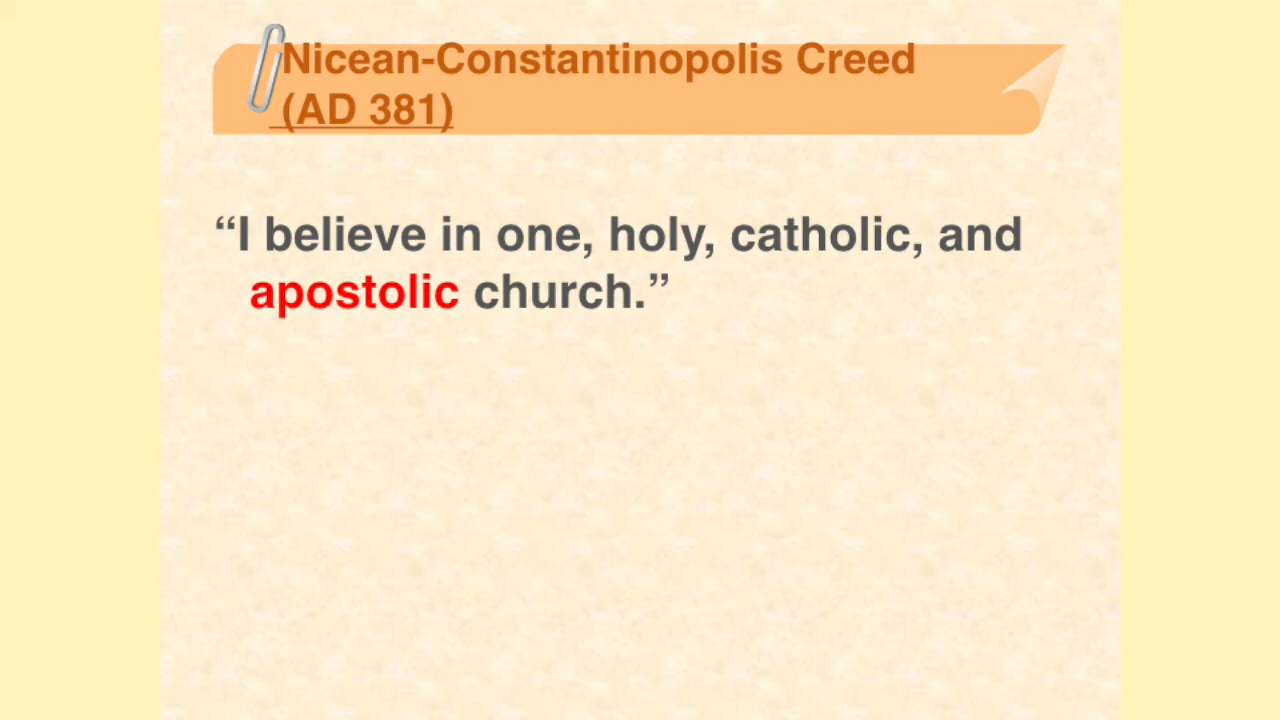 Nicean-Constantinopolis Creed
(AD 381)
“I believe in one, holy, catholic, and
apostolic church.”